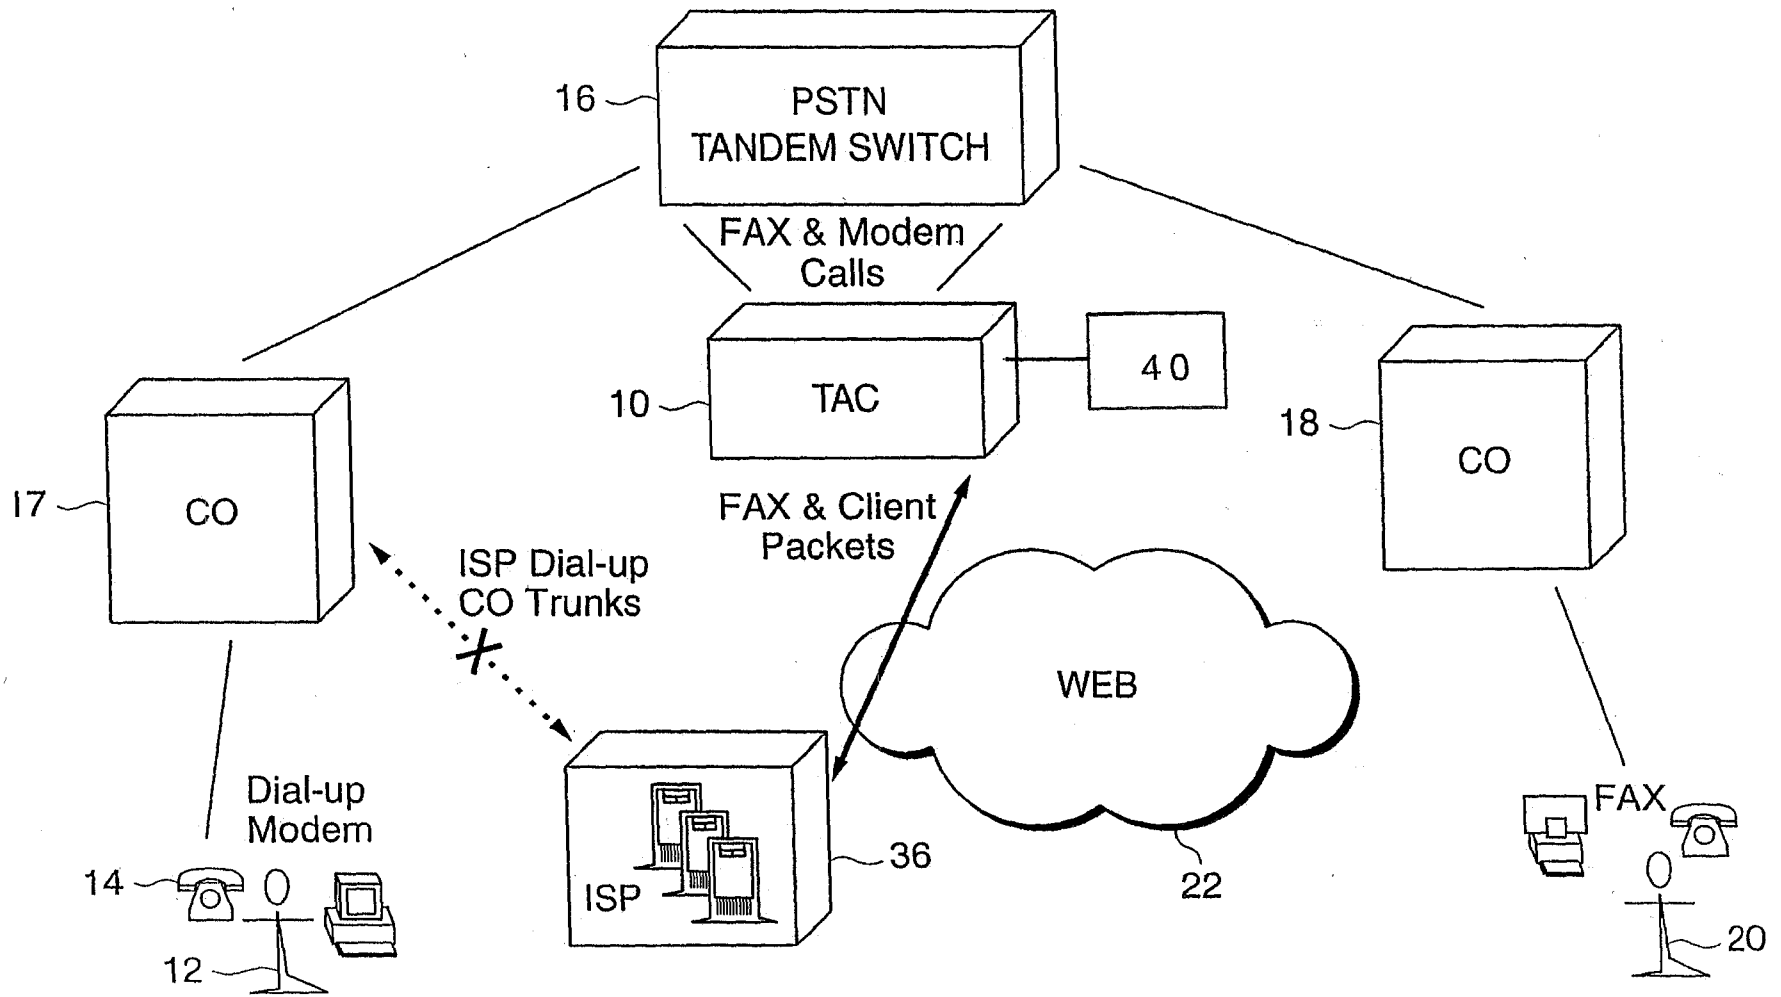 16
PSTN
TANDEM SWITCH
FAX & Modem
Calls
10
TAC
40
18
CO
17
CO
FAX & Client
Packets
ISP Dial-up
CO Trunks
WEB
22
Dial-up
Modem
14
12
ISP
36
FAX
20